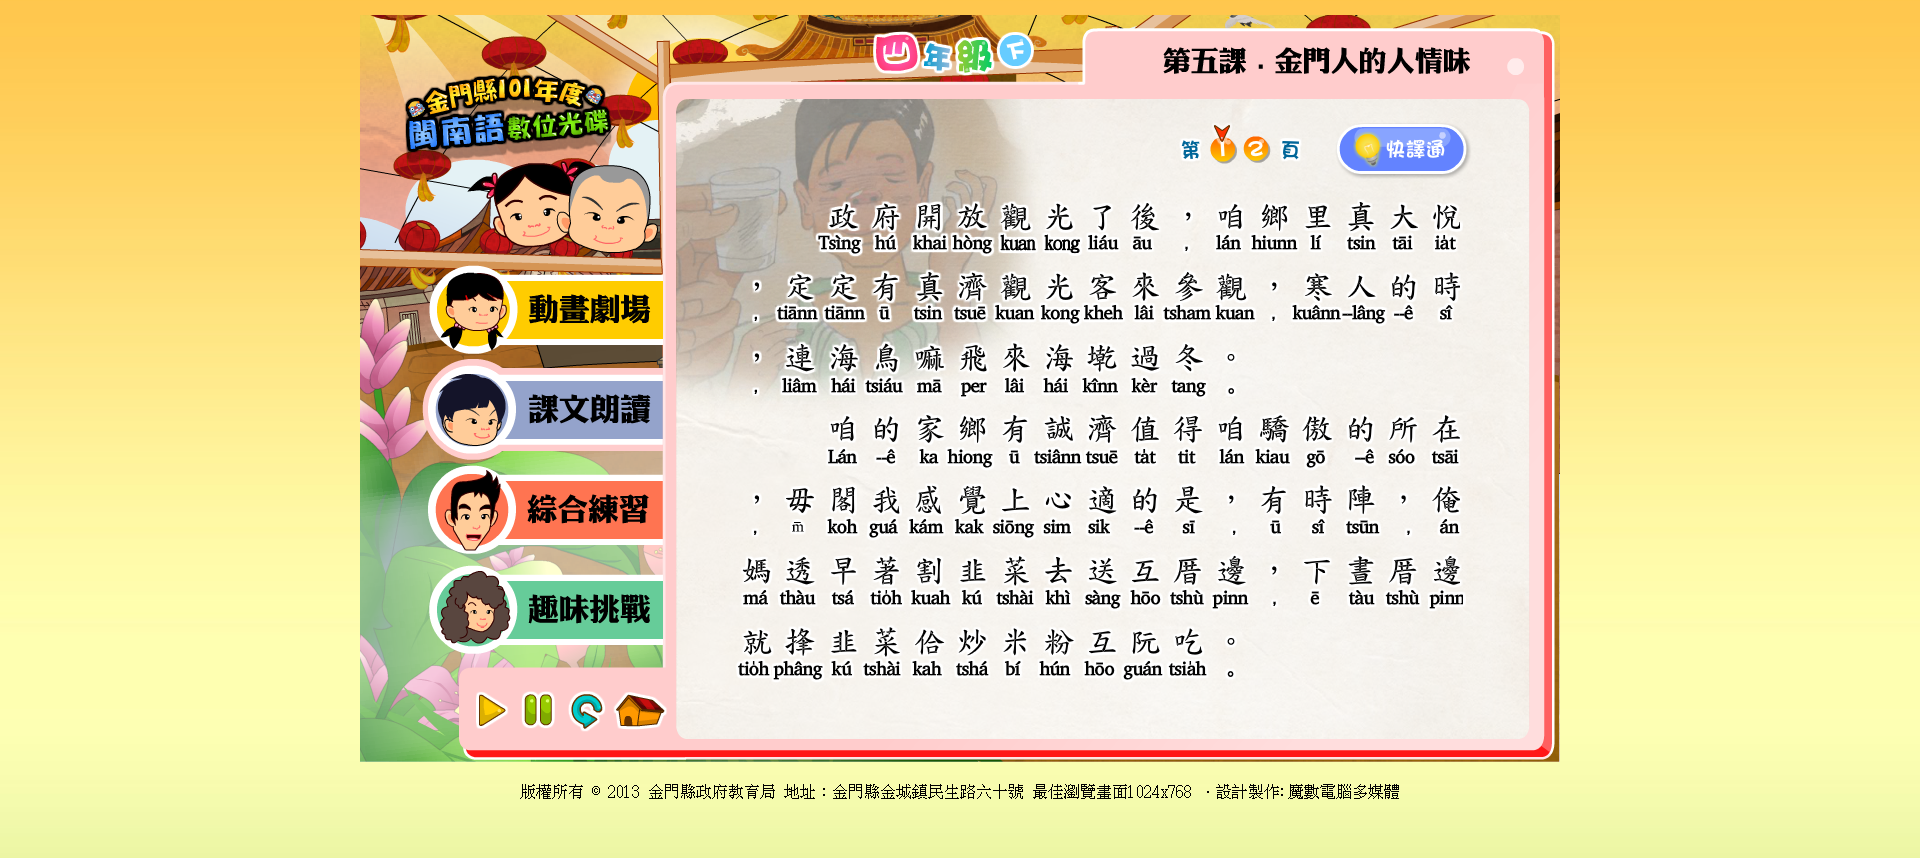 四年級下
第五課．金門人的人情味
金門縣101年度
閩南語數位光碟
第 1 2 頁
快譯通
政府開放觀光了後，咱鄉里真大悅
Tsìng hú khai hòng kuan kong liáu āu , lán hiunn lí tsin tāi ia̍t
，定定有真濟觀光客來參觀，寒人的時
, tiānn tiānn ū tsin tsuē kuan kong kheh lâi tsham kuan , kuânn--lâng --ê sî
，連海鳥嘛飛來海墘過冬。
, liâm hái tsiáu mā per lâi hái kînn kèr tang 。
咱的家鄉有誠濟值得咱驕傲的所在
Lán --ê ka hiong ū tsiânn tsuē ta̍t tit lán kiau gō --ê sóo tsāi
，毋閣我感覺上心適的是，有時陣，俺
, m̄ koh guá kám kak siōng sim sik --ê sī , ū sî tsūn , án
媽透早著割韭菜去送互厝邊，下晝厝邊
má thàu tsá tio̍h kuah kú tshài khì sàng hōo tshù pinn , ē tàu tshù pinn
就捀韭菜佮炒米粉互阮吃。
tio̍h phâng kú tshài kah tshá bí hún hōo guán tsia̍h 。
動畫劇場
課文朗讀
綜合練習
趣味挑戰
版權所有 © 2013 金門縣政府教育局 地址：金門縣金城鎮民生路六十號 最佳瀏覽畫面1024x768 ‧設計製作:魔數電腦多媒體